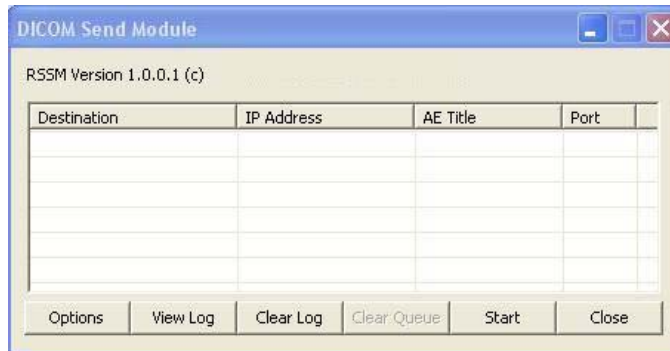 DICOM Send Module
RSSM Version 1.0.0.1 (c)
Destination IP Address AE Title Port
Options View Log Clear Log Clear Queue Start Close